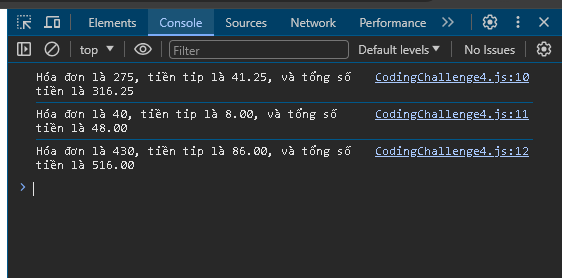 Elements Console Sources Network Performance >>
top Filter Default levels No Issues
Hóa đơn là 275, tiền tip là 41.25, và tổng số CodingChallenge4.js:10
tiền là 316.25
Hóa đơn là 40, tiền tip là 8.00, và tổng số CodingChallenge4.js:11
tiền là 48.00
Hóa đơn là 430, tiền tip là 86.00, và tổng số CodingChallenge4.js:12
tiền là 516.00
>